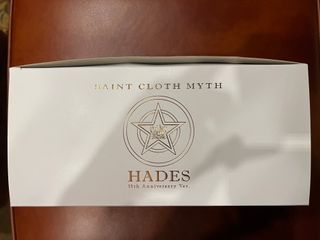 SAINT CLOTH MYTH
HADES
15th Anniversary Ver.